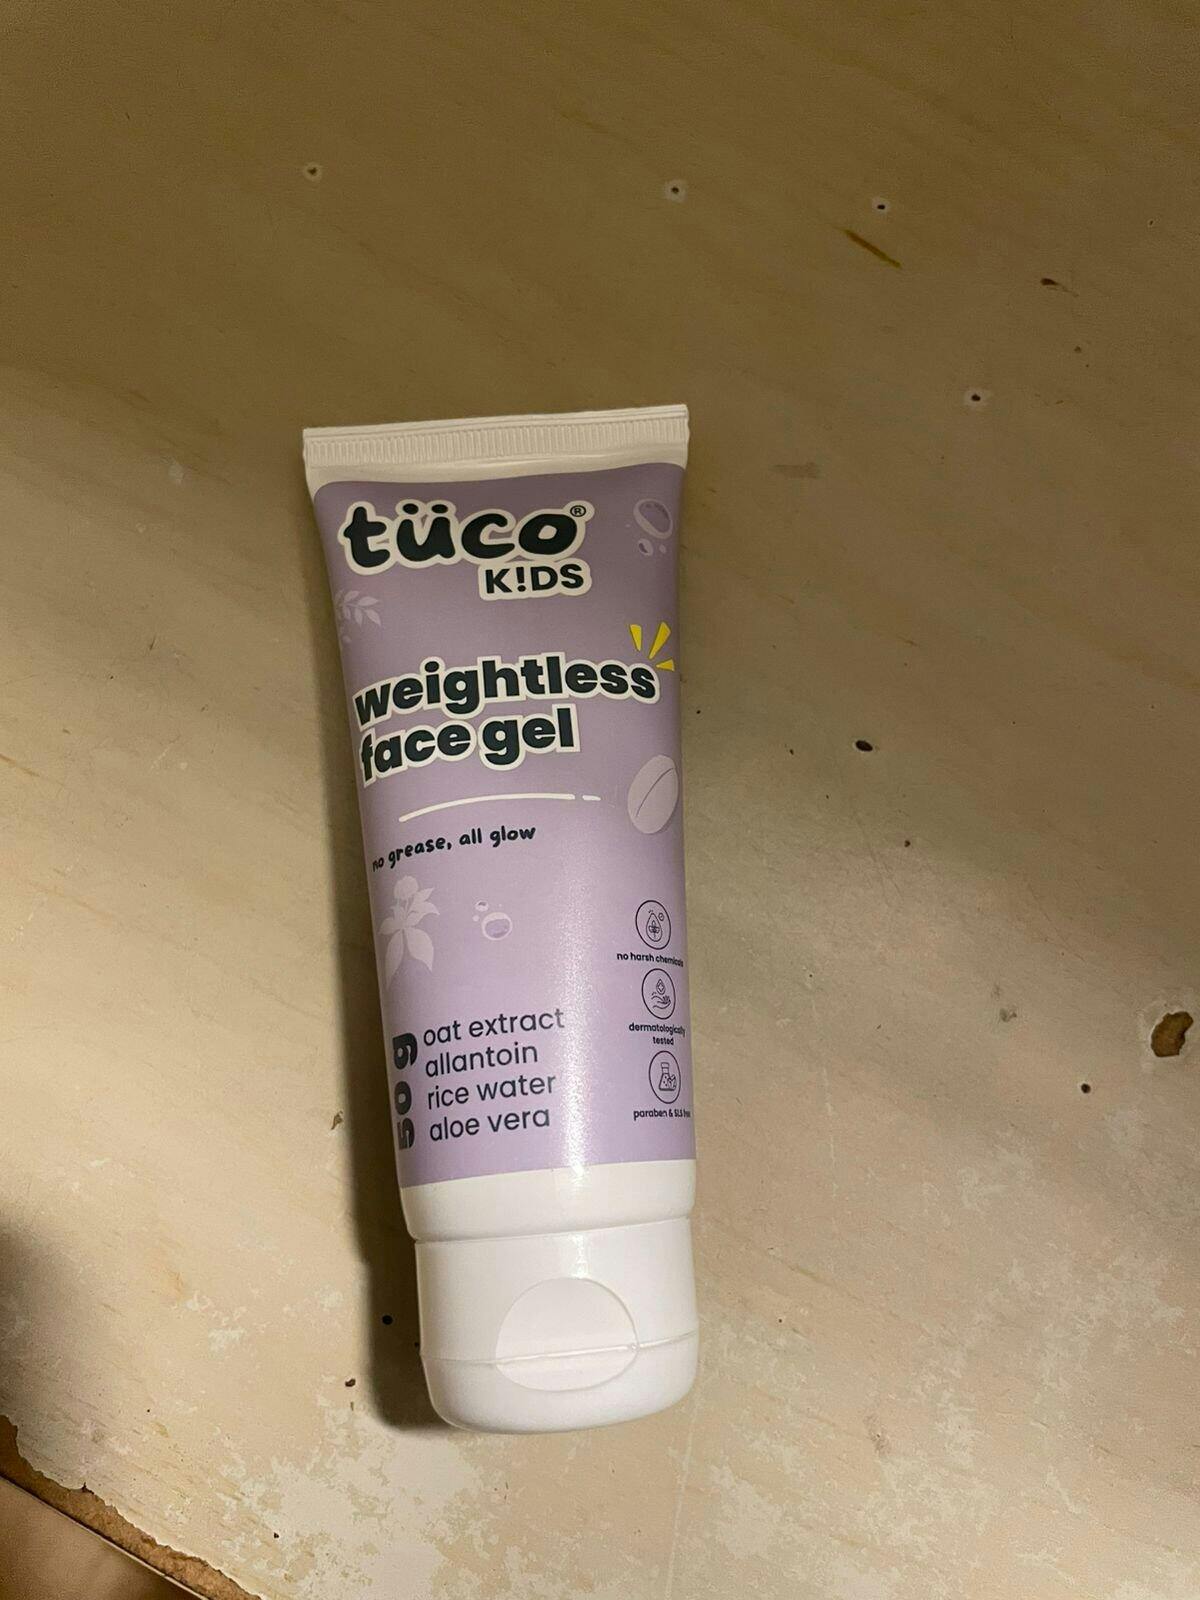 tüco®
K!DS
weightless
face gel
no grease, all glow
no harsh chemicals
dermatologically
tested
paraben & SLS free
50g
oat extract
allantoin
rice water
aloe vera